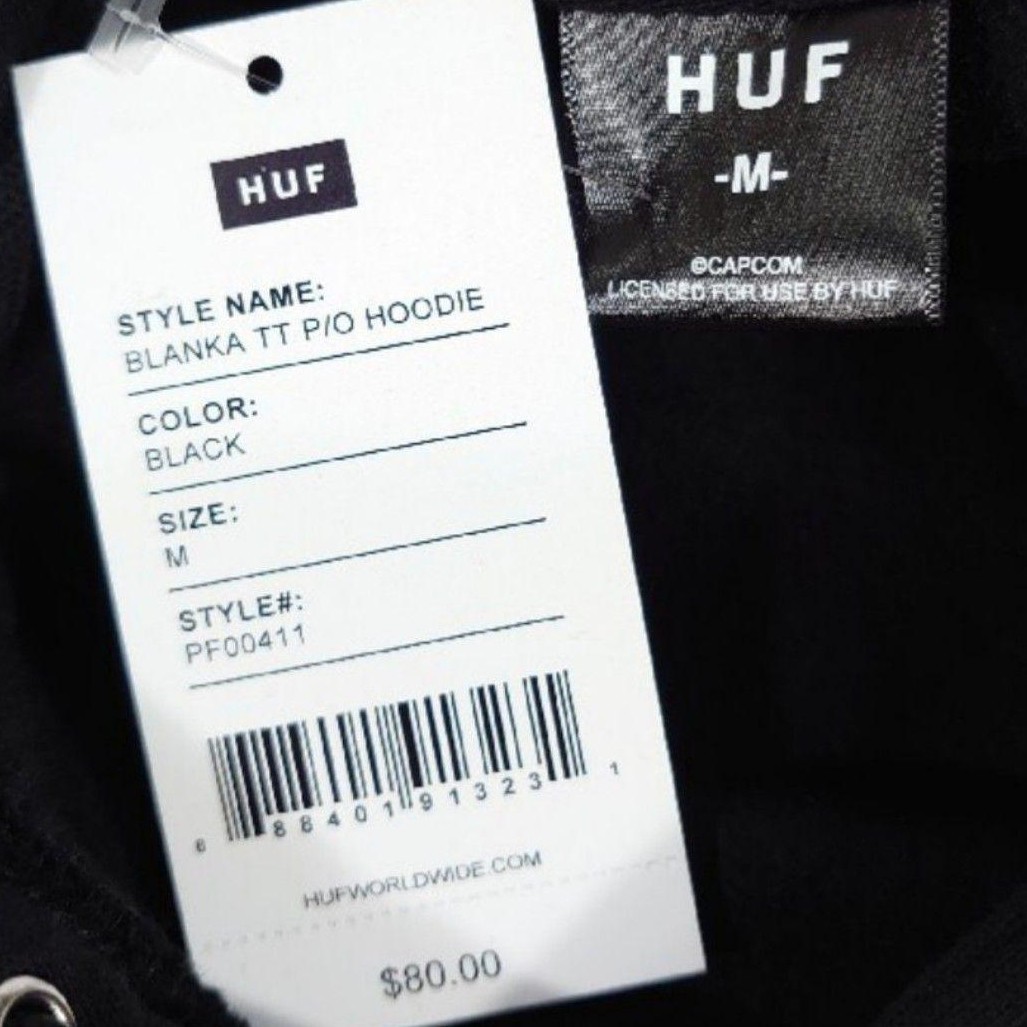 HUF
STYLE NAME:
BLANKA TT P/O HOODIE
COLOR:
BLACK
SIZE:
M
STYLE#:
PF00411
6 88401 91323 1
HUFWORLDWIDE.COM
$80.00
HUF
-M-
©CAPCOM
LICENSED FOR USE BY HUF